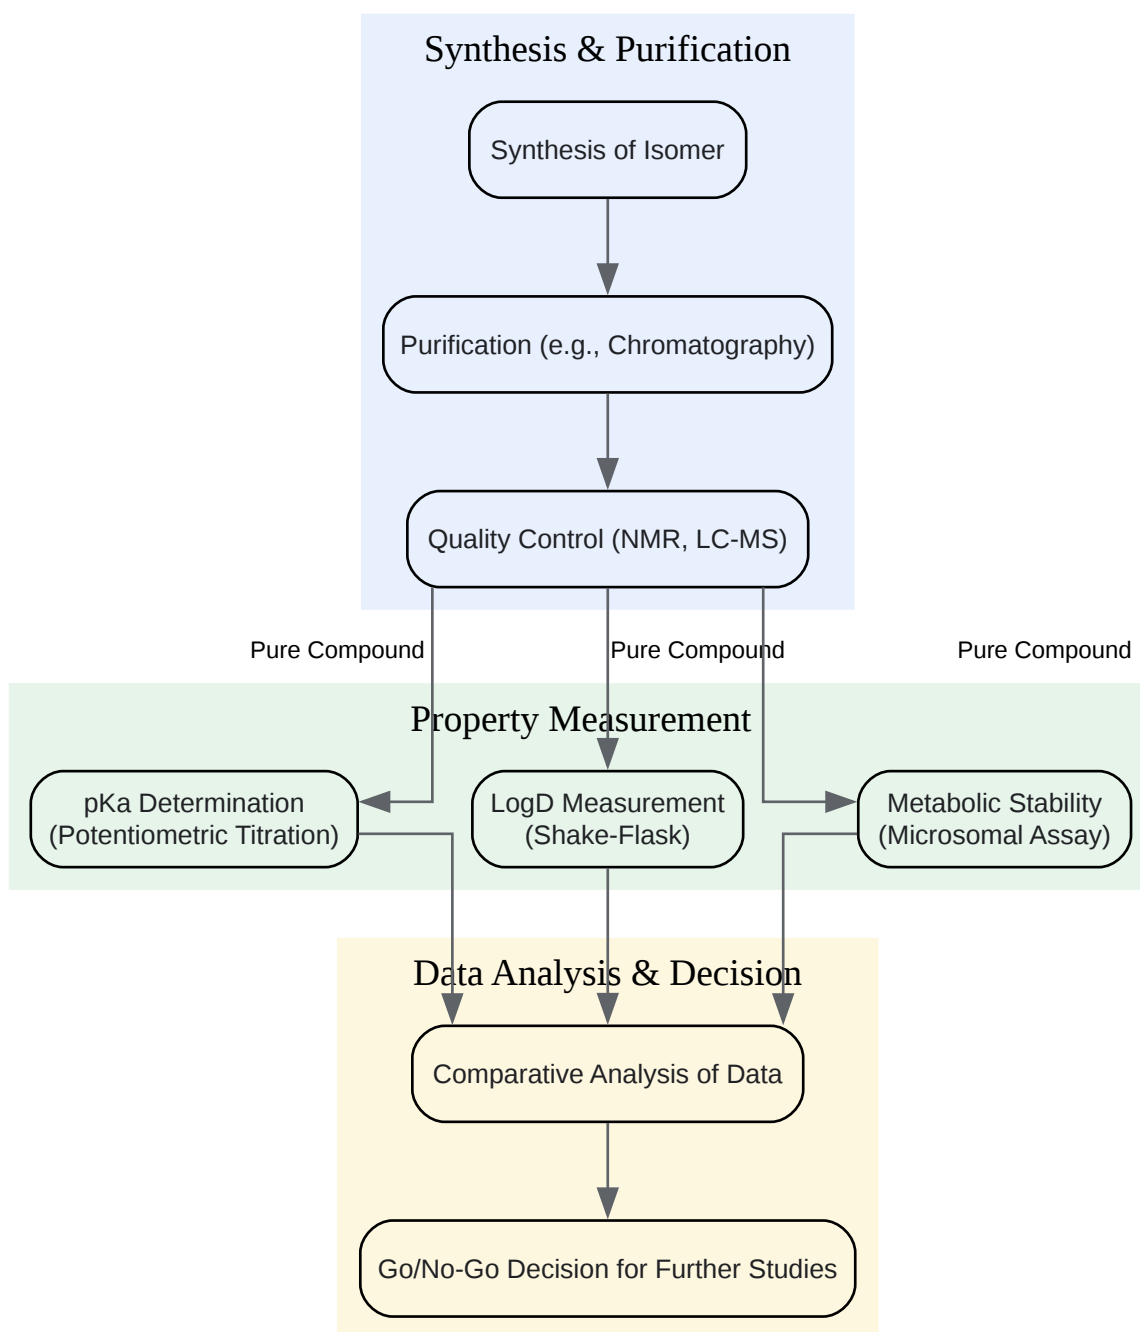 Synthesis & Purification
Synthesis of Isomer
Purification (e.g., Chromatography)
Quality Control (NMR, LC-MS)
Pure Compound
Pure Compound
Pure Compound
Property Measurement
pKa Determination
(Potentiometric Titration)
LogD Measurement
(Shake-Flask)
Metabolic Stability
(Microsomal Assay)
Data Analysis & Decision
Comparative Analysis of Data
Go/No-Go Decision for Further Studies